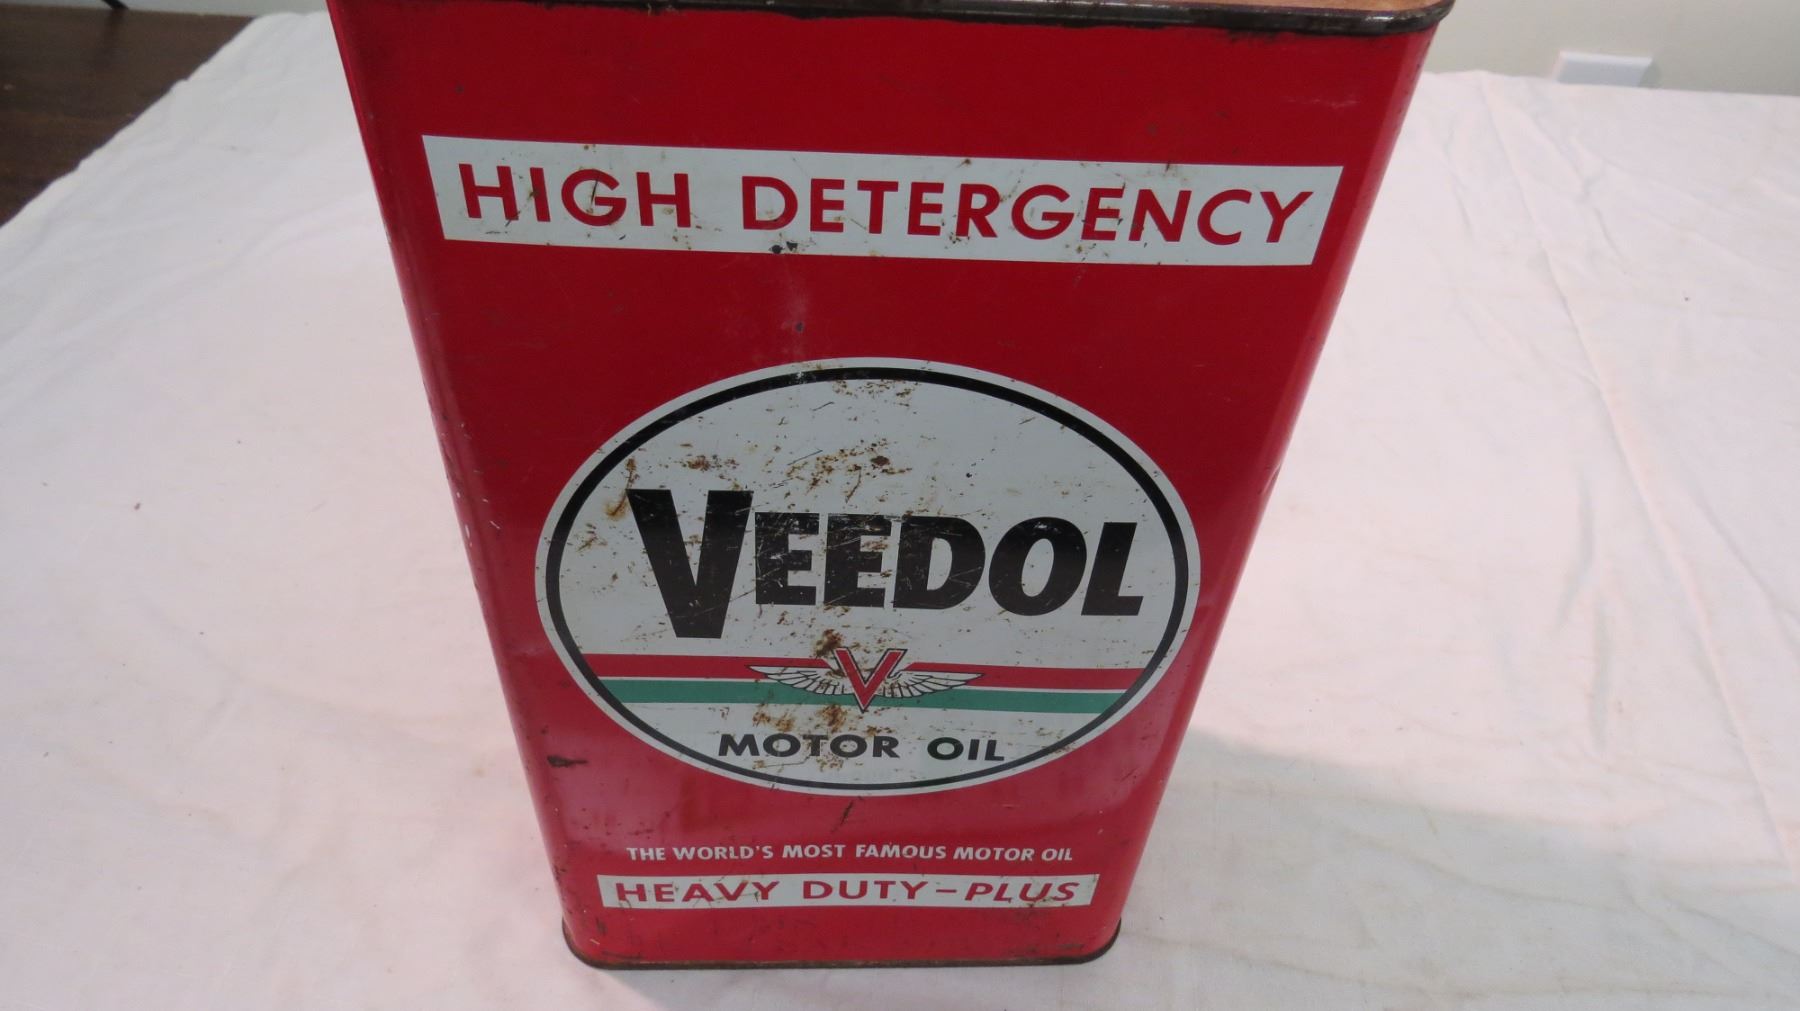 HIGH DETERGENCY
VEEDOL
V
MOTOR OIL
THE WORLD'S MOST FAMOUS MOTOR OIL
HEAVY DUTY-PLUS